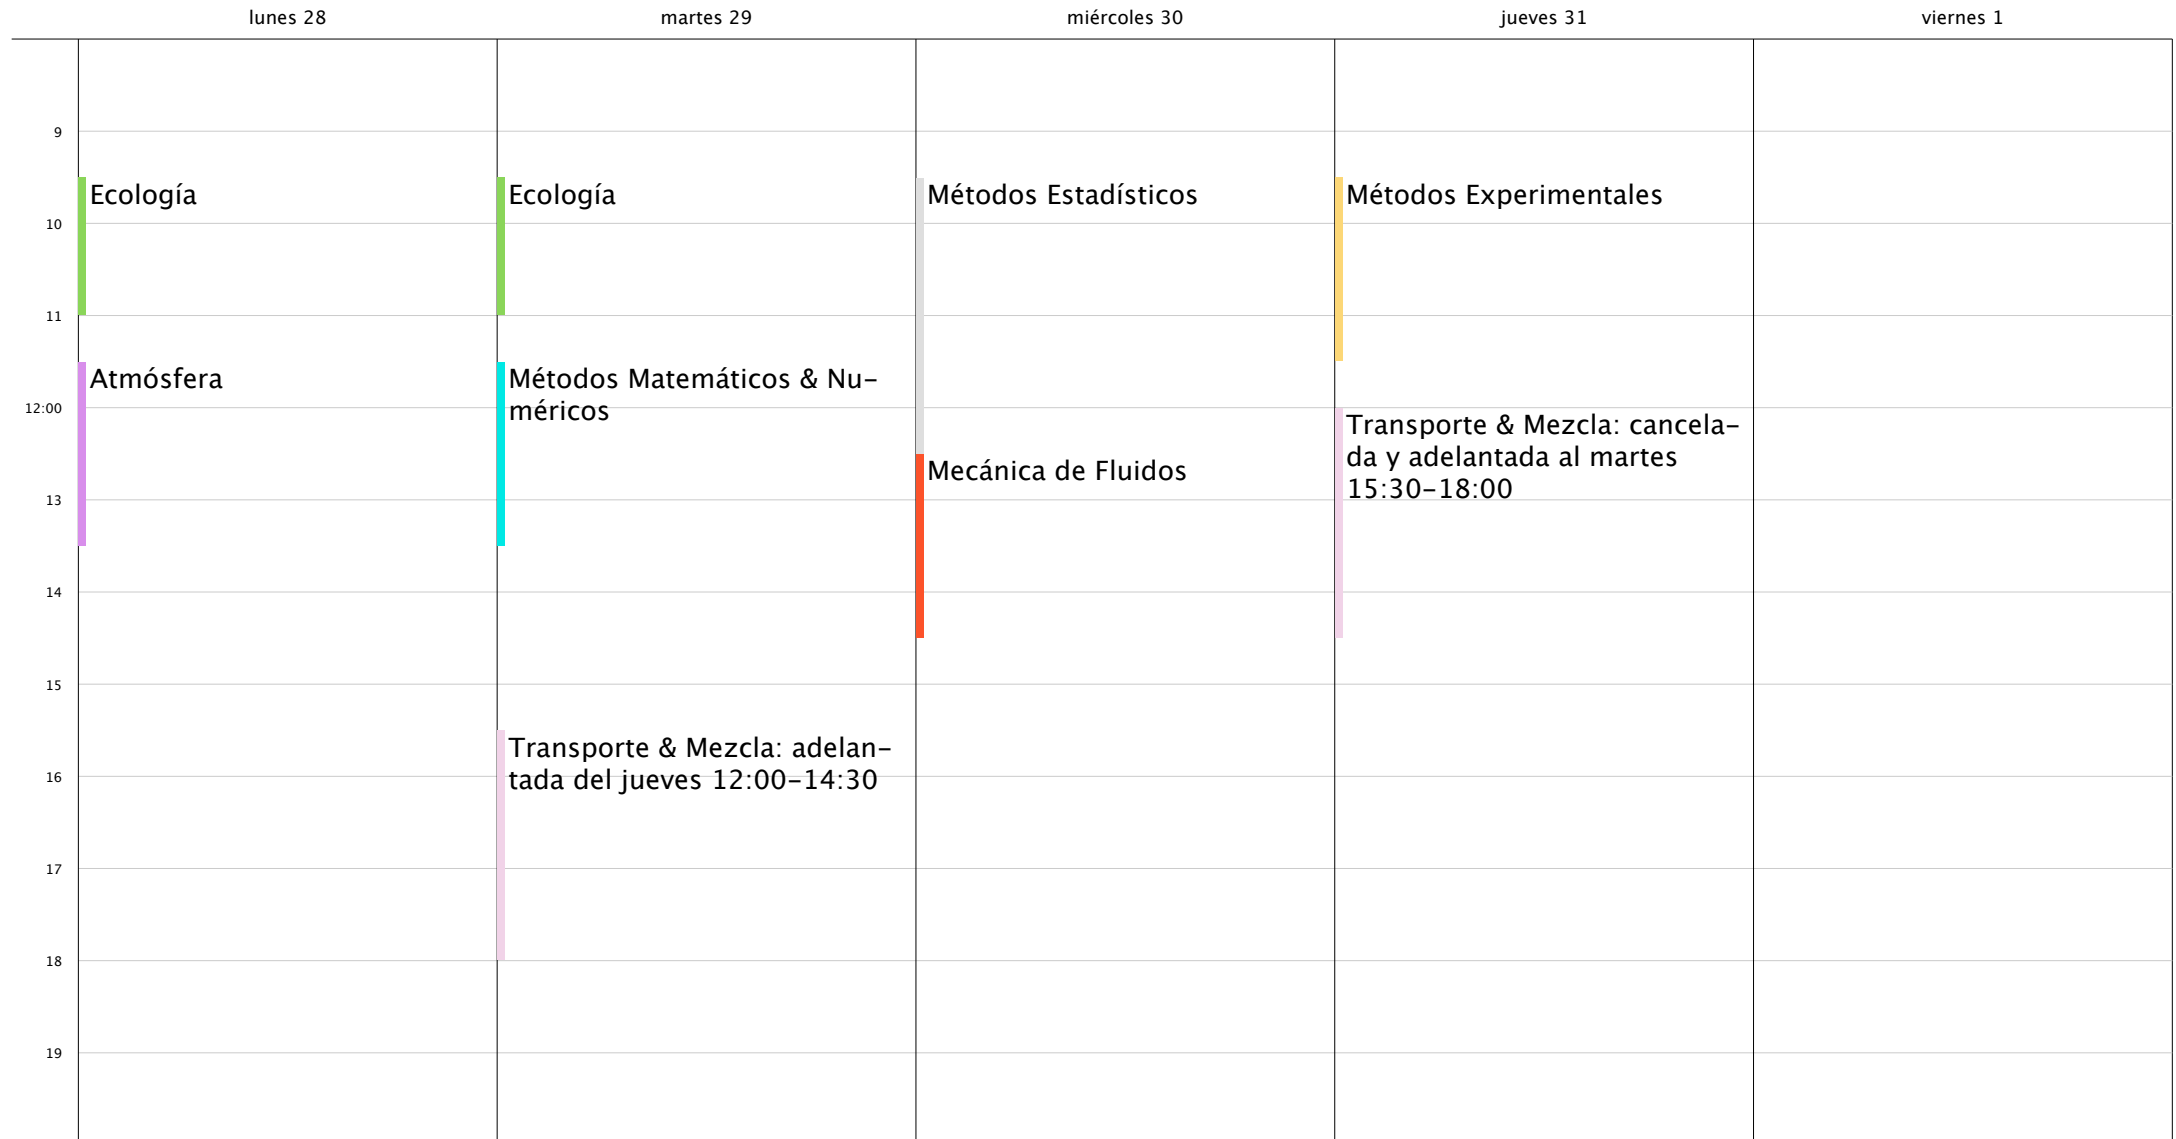 lunes 28
martes 29
miércoles 30
jueves 31
viernes 1
9
10
11
12:00
13
14
15
16
17
18
19
Ecología
Atmósfera
Ecología
Métodos Matemáticos & Nu-
méricos
Transporte & Mezcla: adelan-
tada del jueves 12:00-14:30
Métodos Estadísticos
Mecánica de Fluidos
Métodos Experimentales
Transporte & Mezcla: cancela-
da y adelantada al martes
15:30-18:00